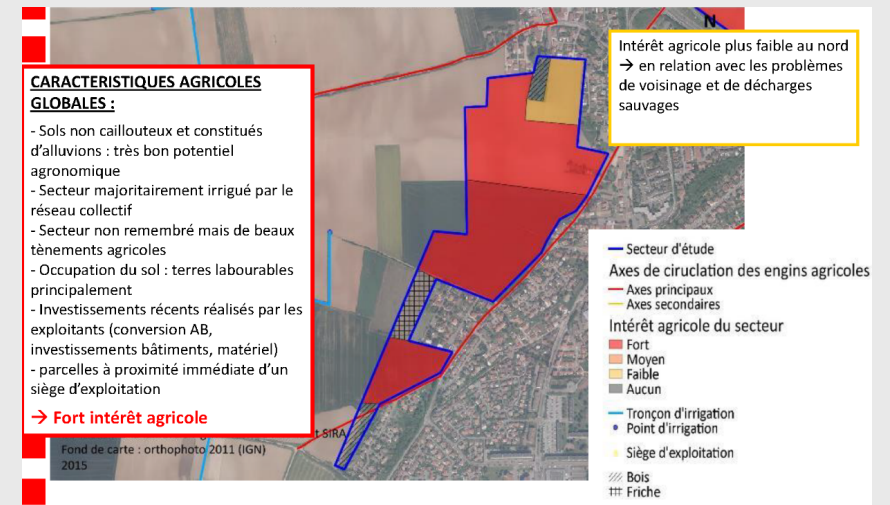 CARACTERISTIQUES AGRICOLES
GLOBALES :
- Sols non caillouteux et constitués
d'alluvions : très bon potentiel
agronomique
- Secteur majoritairement irrigué par le
réseau collectif
- Secteur non remembré mais de beaux
tènements agricoles
- Occupation du sol : terres labourables
principalement
- Investissements récents réalisés par les
exploitants (conversion AB,
investissements bâtiments, matériel)
- parcelles à proximité immédiate d'un
siège d'exploitation
→ Fort intérêt agricole
t SIRA
Fond de carte : orthophoto 2011 (IGN)
2015
N
Intérêt agricole plus faible au nord
→ en relation avec les problèmes
de voisinage et de décharges
sauvages
Secteur d'étude
Axes de ciruclation des engins agricoles
Axes principaux
Axes secondaires
Intérêt agricole du secteur
Fort
Moyen
Faible
Aucun
Tronçon d'irrigation
Point d'irrigation
Siège d'exploitation
Bois
Friche